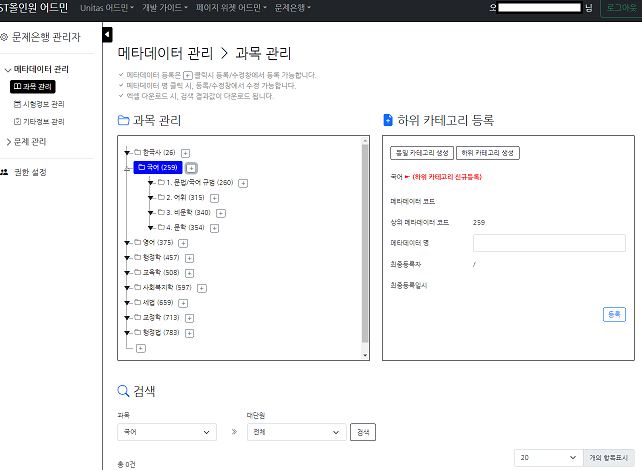 ST올인원 어드민 Unitas 어드민 개발 가이드 페이지 위젯 어드민 문제은행 오 님 로그아웃
문제은행 관리자
메타데이터 관리
과목 관리
시험정보 관리
기타정보 관리
문제 관리
권한 설정
메타데이터 관리 > 과목 관리
메타데이터 등록은 + 클릭시 등록/수정창에서 등록 가능합니다.
메타데이터 명 클릭 시, 등록/수정창에서 수정 가능합니다.
엑셀 다운로드 시, 검색 결과값이 다운로드 됩니다.
과목 관리
한국사 (26) +
국어 (259) +
1. 문법/국어 규범 (260) +
2. 어휘 (315) +
3. 비문학 (340) +
4. 문학 (354) +
영어 (375) +
행정학 (457) +
교육학 (508) +
사회복지학 (597) +
세법 (659) +
교정학 (713) +
행정법 (783) +
+
하위 카테고리 등록
동일 카테고리 생성 하위 카테고리 생성
국어 ← (하위 카테고리 신규등록)
메타데이터 코드
상위 메타데이터 코드 259
메타데이터 명
최종등록자 /
최종등록일시
등록
검색
과목 대단원
국어 » 전체 검색
총 0건 20 개의 항목표시